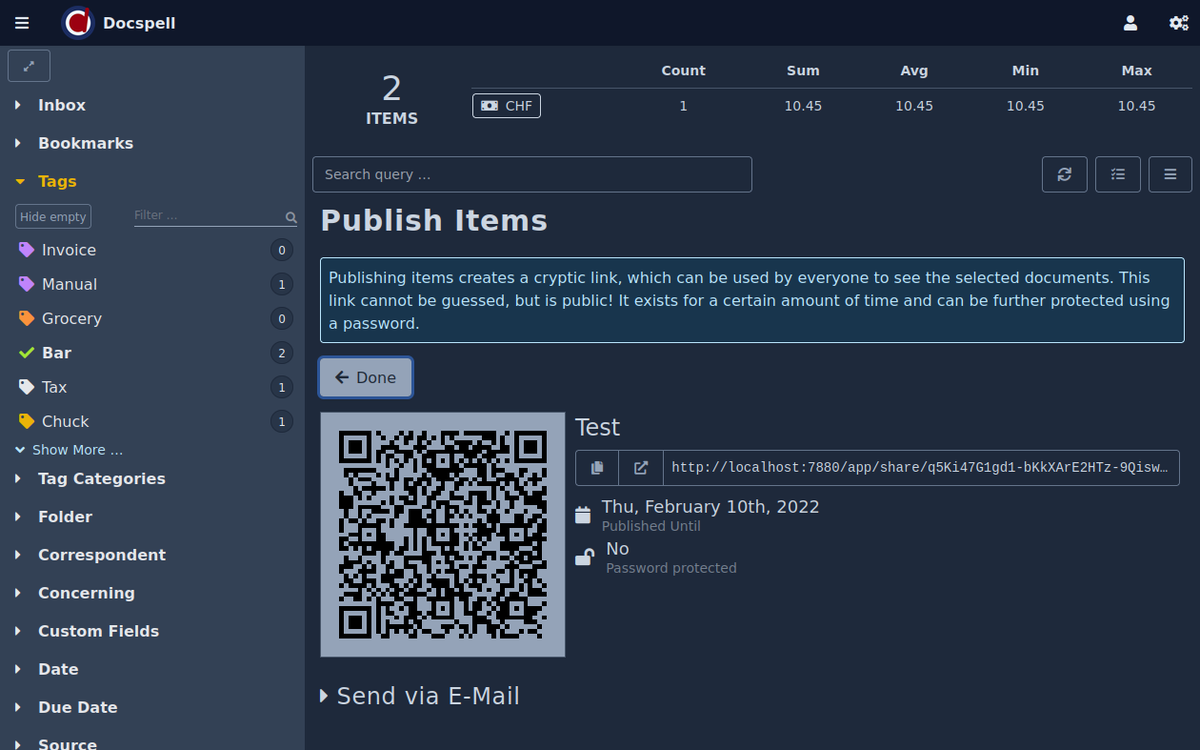 Docspell
Inbox
Bookmarks
Tags
Hide empty
Filter ...
Invoice 0
Manual 1
Grocery 0
Bar 2
Tax 1
Chuck 1
Show More ...
Tag Categories
Folder
Correspondent
Concerning
Custom Fields
Date
Due Date
Source
2
ITEMS
Count Sum Avg Min Max
CHF 1 10.45 10.45 10.45 10.45
Search query ...
Publish Items
Publishing items creates a cryptic link, which can be used by everyone to see the selected documents. This
link cannot be guessed, but is public! It exists for a certain amount of time and can be further protected using
a password.
Done
Test
http://localhost:7880/app/share/q5Ki47G1gd1-bKkXArE2HTz-9Qisw…
Thu, February 10th, 2022
Published Until
No
Password protected
Send via E-Mail